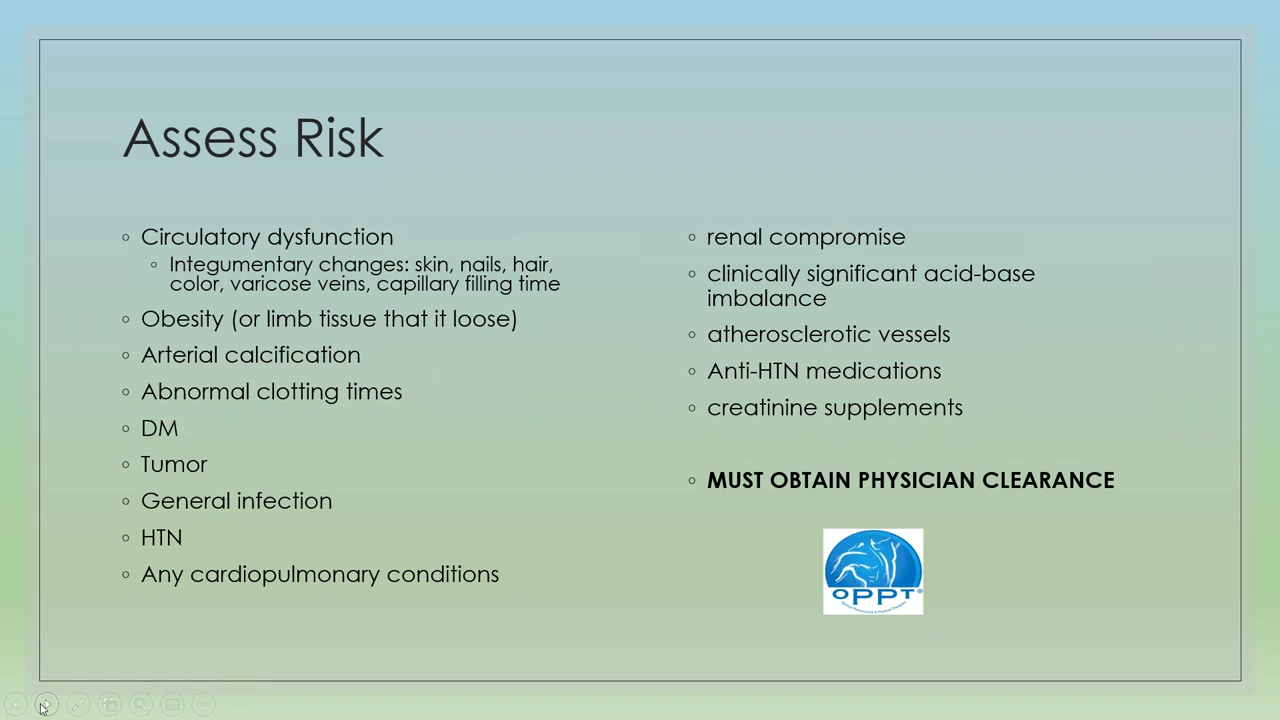 Assess Risk
◦ Circulatory dysfunction
◦ Integumentary changes: skin, nails, hair,
color, varicose veins, capillary filling time
◦ Obesity (or limb tissue that it loose)
◦ Arterial calcification
◦ Abnormal clotting times
◦ DM
◦ Tumor
◦ General infection
◦ HTN
◦ Any cardiopulmonary conditions
◦ renal compromise
◦ clinically significant acid-base
imbalance
◦ atherosclerotic vessels
◦ Anti-HTN medications
◦ creatinine supplements
◦ MUST OBTAIN PHYSICIAN CLEARANCE
OPPT®